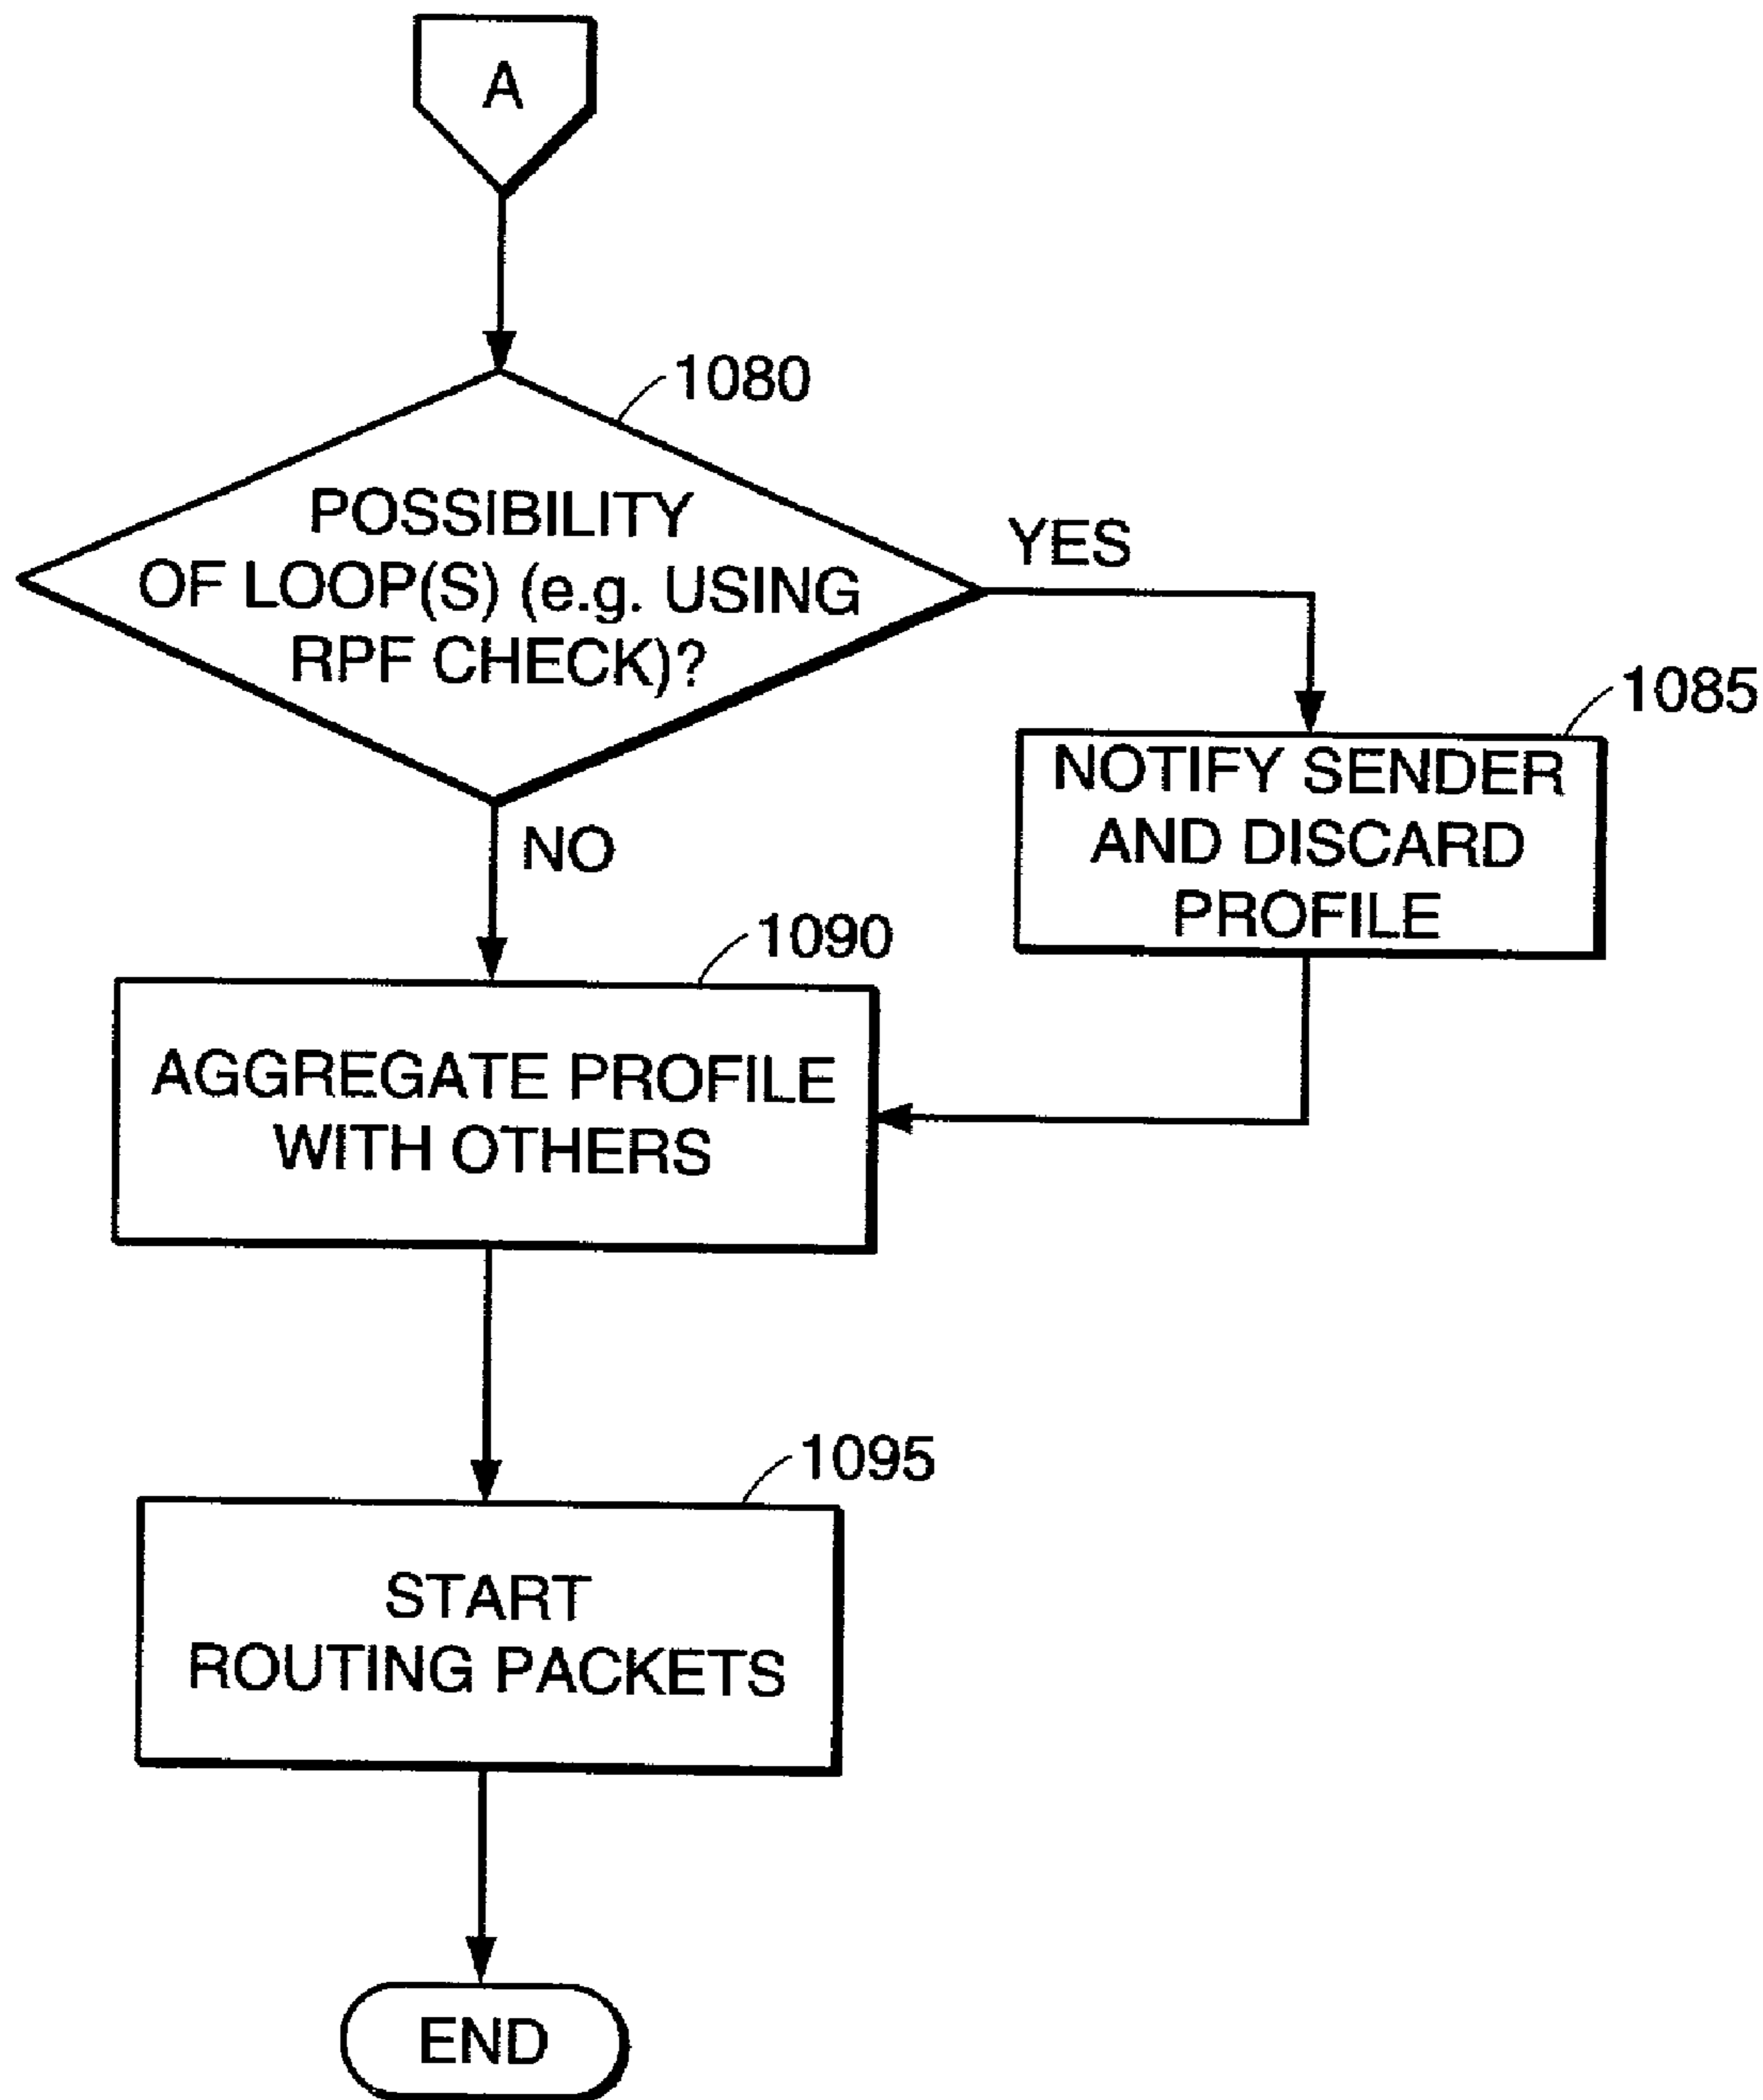 A
1080
POSSIBILITY
OF LOOP(S) (e.g. USING
RPF CHECK)?
YES
NO
1085
NOTIFY SENDER
AND DISCARD
PROFILE
1090
AGGREGATE PROFILE
WITH OTHERS
1095
START
ROUTING PACKETS
END